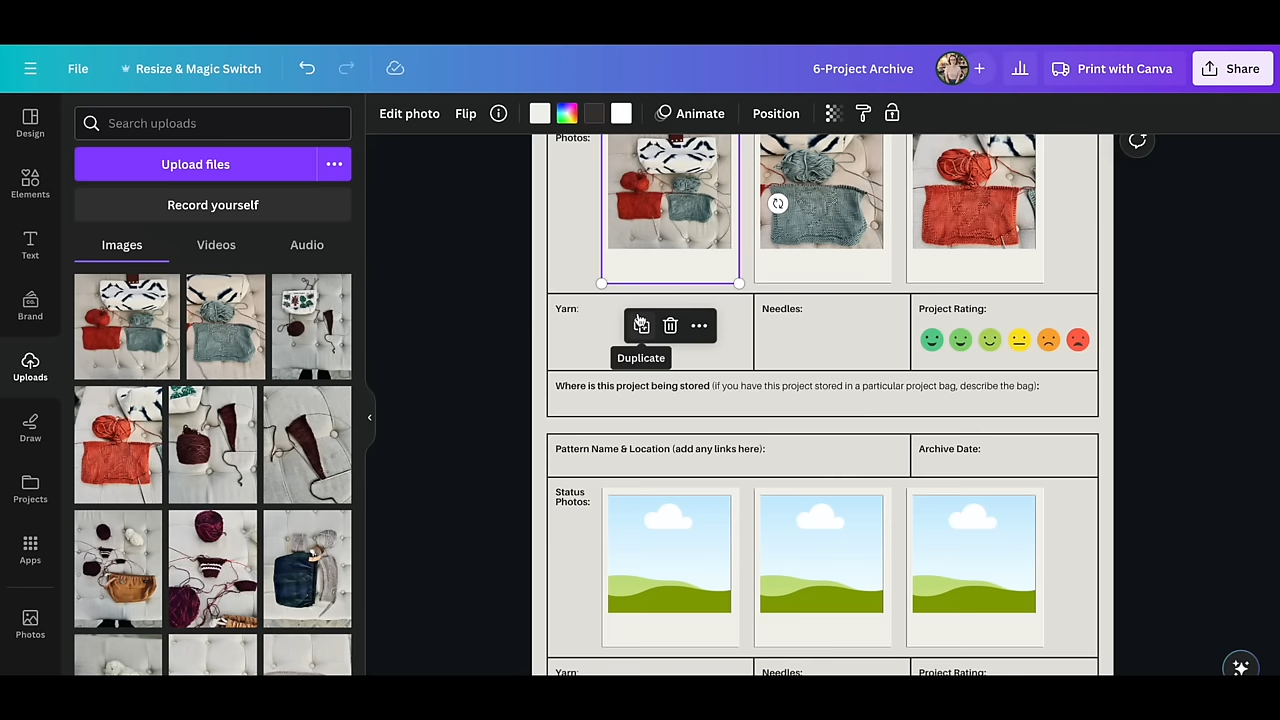 File
Resize & Magic Switch
6-Project Archive
Print with Canva
Share
Design
Elements
Text
CO.
Brand
Uploads
Draw
Projects
Apps
Photos
Search uploads
Upload files
Record yourself
Images
Videos
Audio
Edit photo
Flip
Animate
Position
Photos:
Yarn:
Needles:
Project Rating:
Duplicate
Where is this project being stored (if you have this project stored in a particular project bag, describe the bag):
Pattern Name & Location (add any links here):
Archive Date:
Status
Photos:
Yarn:
Needles:
Project Rating: